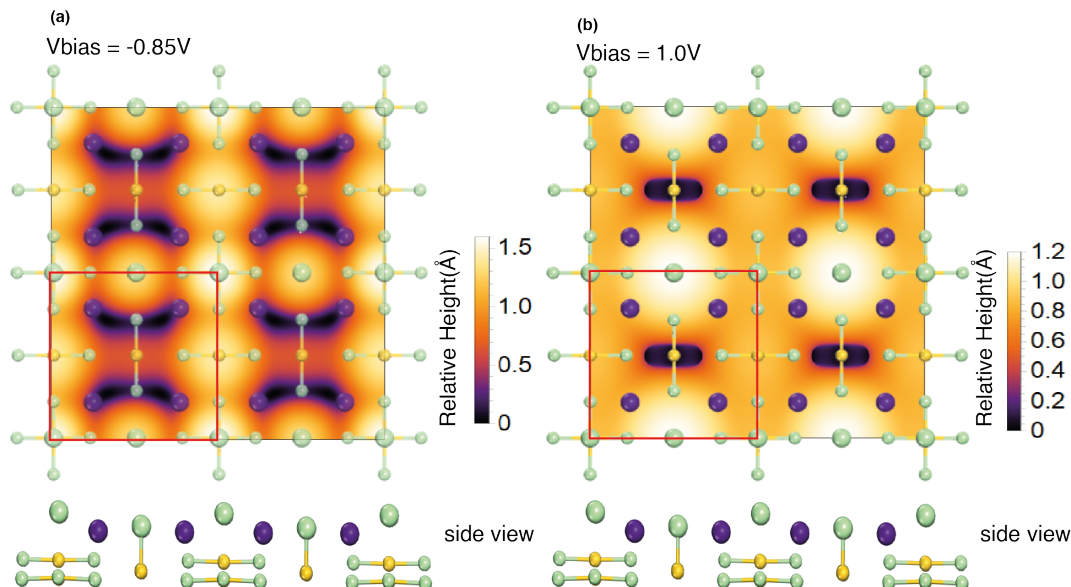 (a)
Vbias = -0.85V
1.5
1.0
0.5
0
Relative Height(Å)
side view
(b)
Vbias = 1.0V
1.2
1.0
0.8
0.6
0.4
0.2
0
Relative Height(Å)
side view